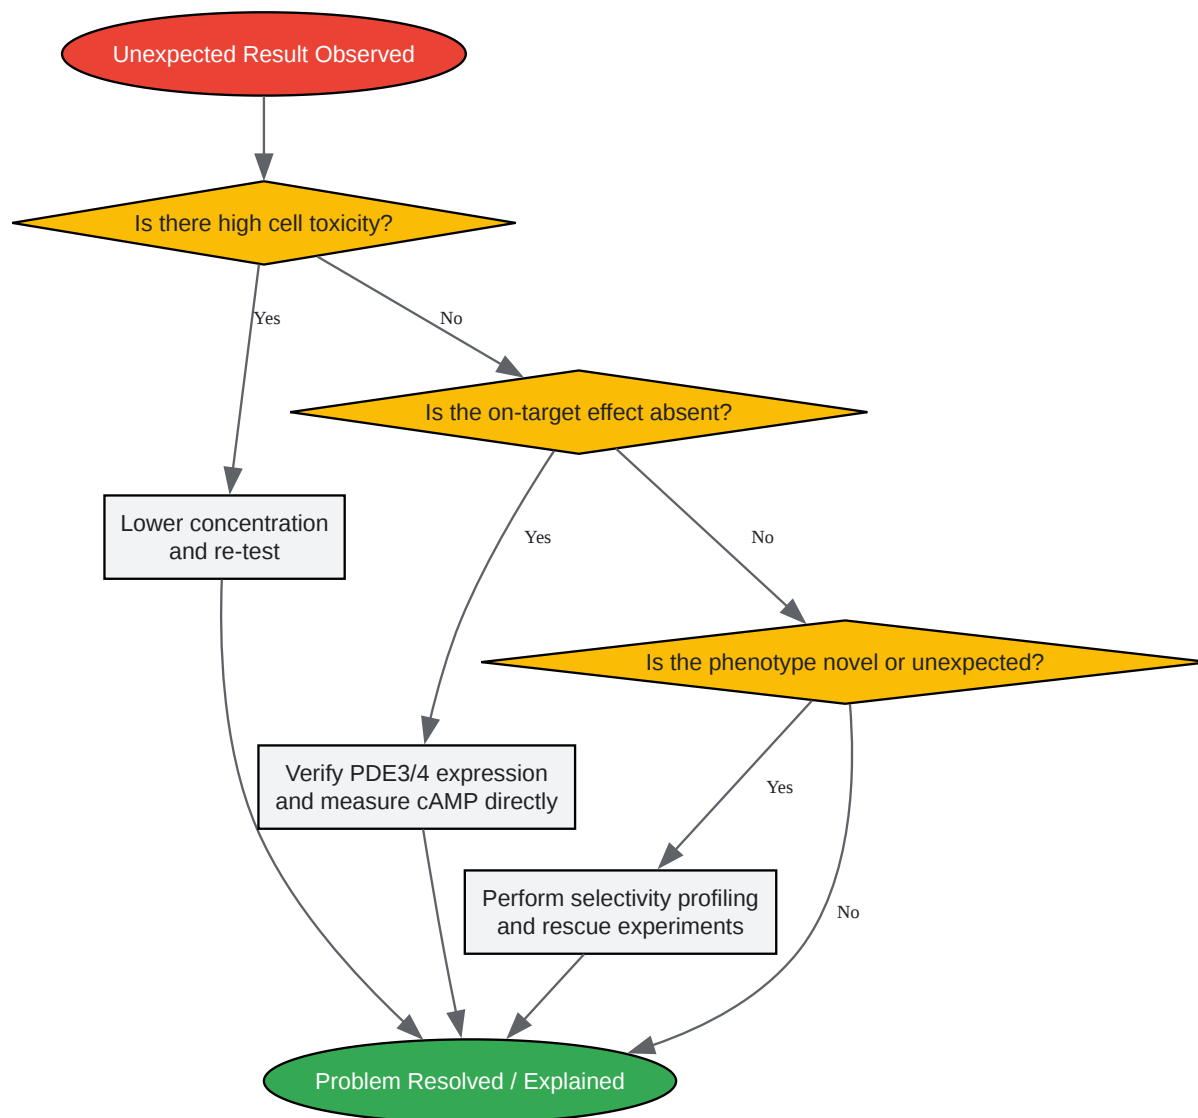 Unexpected Result Observed
Is there high cell toxicity?
Yes
No
Is the on-target effect absent?
Lower concentration
and re-test
Yes
No
Is the phenotype novel or unexpected?
Verify PDE3/4 expression
and measure cAMP directly
Yes
Perform selectivity profiling
and rescue experiments
No
Problem Resolved / Explained